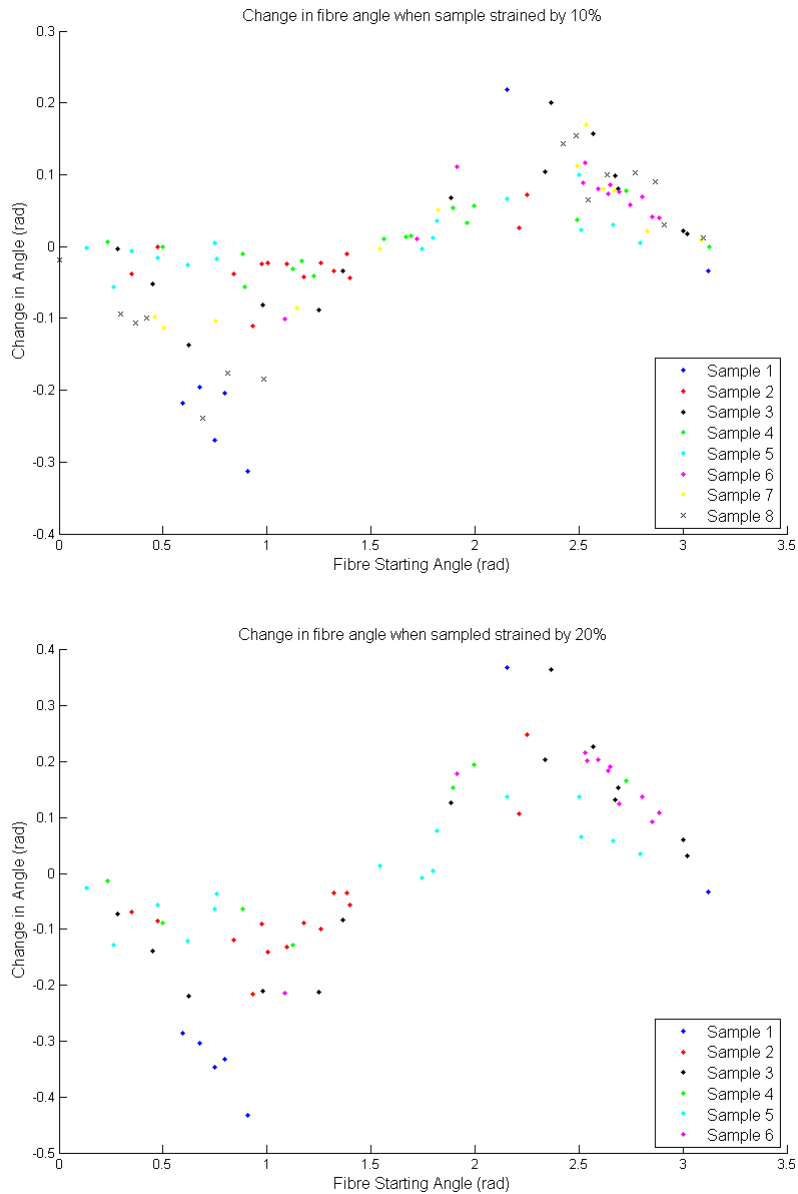 Change in fibre angle when sample strained by 10%
0.3
0.2
0.1
0
-0.1
-0.2
-0.3
-0.4
Change in Angle (rad)
Sample 1
Sample 2
Sample 3
Sample 4
Sample 5
Sample 6
Sample 7
Sample 8
0 0.5 1 1.5 2 2.5 3 3.5
Fibre Starting Angle (rad)
Change in fibre angle when sampled strained by 20%
0.4
0.3
0.2
0.1
0
-0.1
-0.2
-0.3
-0.4
-0.5
Change in Angle (rad)
Sample 1
Sample 2
Sample 3
Sample 4
Sample 5
Sample 6
0 0.5 1 1.5 2 2.5 3 3.5
Fibre Starting Angle (rad)